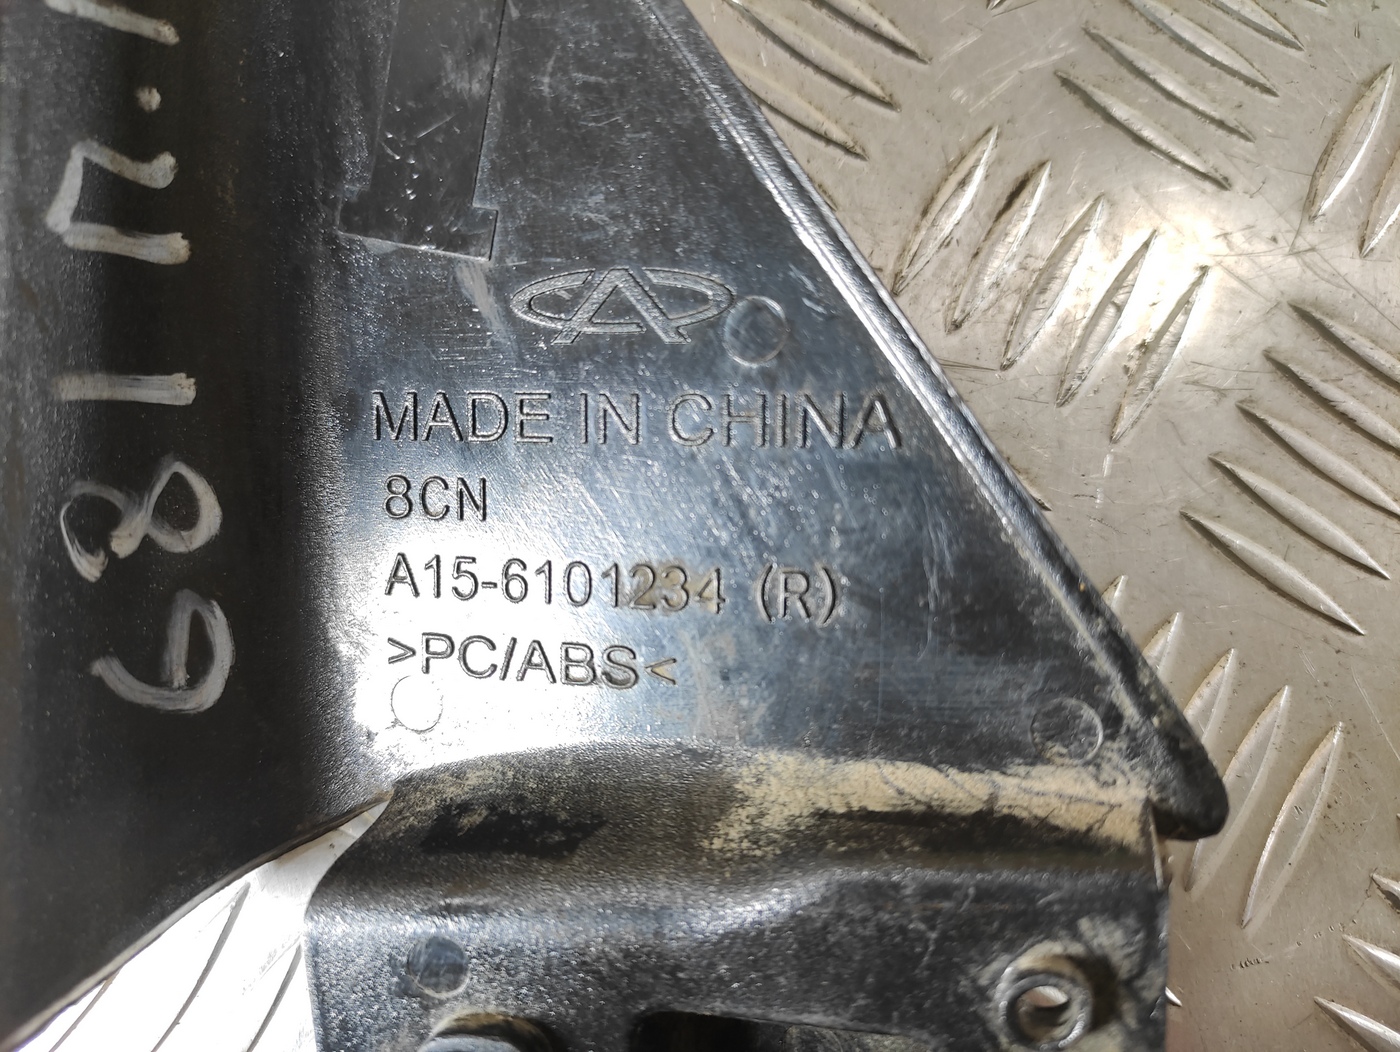 MADE IN CHINA
8CN
A15-6101234 (R)
>PC/ABS<